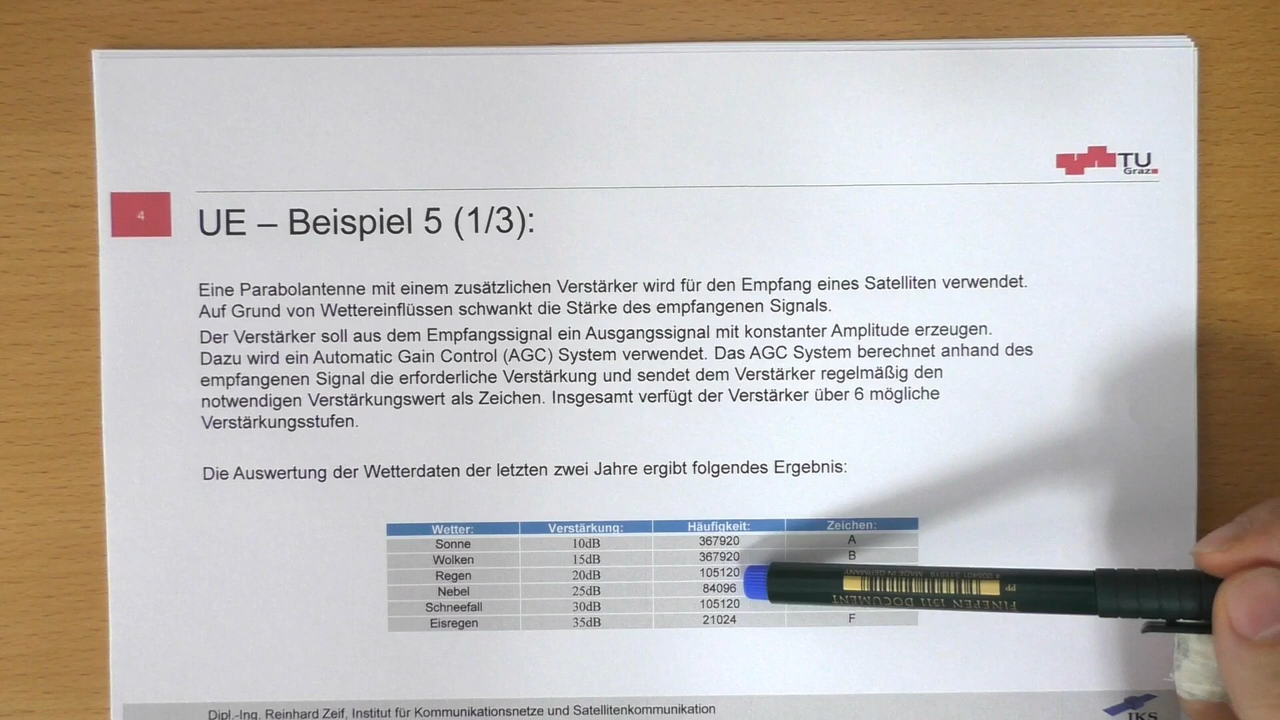 TU
Graz
4
UE – Beispiel 5 (1/3):
Eine Parabolantenne mit einem zusätzlichen Verstärker wird für den Empfang eines Satelliten verwendet.
Auf Grund von Wettereinflüssen schwankt die Stärke des empfangenen Signals.
Der Verstärker soll aus dem Empfangssignal ein Ausgangssignal mit konstanter Amplitude erzeugen.
Dazu wird ein Automatic Gain Control (AGC) System verwendet. Das AGC System berechnet anhand des
empfangenen Signal die erforderliche Verstärkung und sendet dem Verstärker regelmäßig den
notwendigen Verstärkungswert als Zeichen. Insgesamt verfügt der Verstärker über 6 mögliche
Verstärkungsstufen.
Die Auswertung der Wetterdaten der letzten zwei Jahre ergibt folgendes Ergebnis:
Wetter: Verstärkung: Häufigkeit: Zeichen:
Sonne 10dB 367920 A
Wolken 15dB 367920 B
Regen 20dB 105120
Nebel 25dB 84096
Schneefall 30dB 105120
Eisregen 35dB 21024 F
MADE IN GERMANY
PP
FINEPEN 1511 DOCUMENT
Dipl.-Ing. Reinhard Zeif, Institut für Kommunikationsnetze und Satellitenkommunikation
IKS